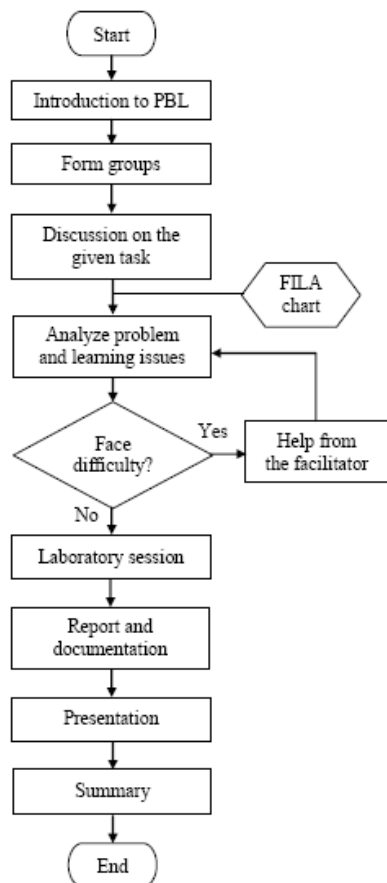 Start
Introduction to PBL
Form groups
Discussion on the
given task
FILA
chart
Analyze problem
and learning issues
Face
difficulty?
Yes
Help from
the facilitator
No
Laboratory session
Report and
documentation
Presentation
Summary
End